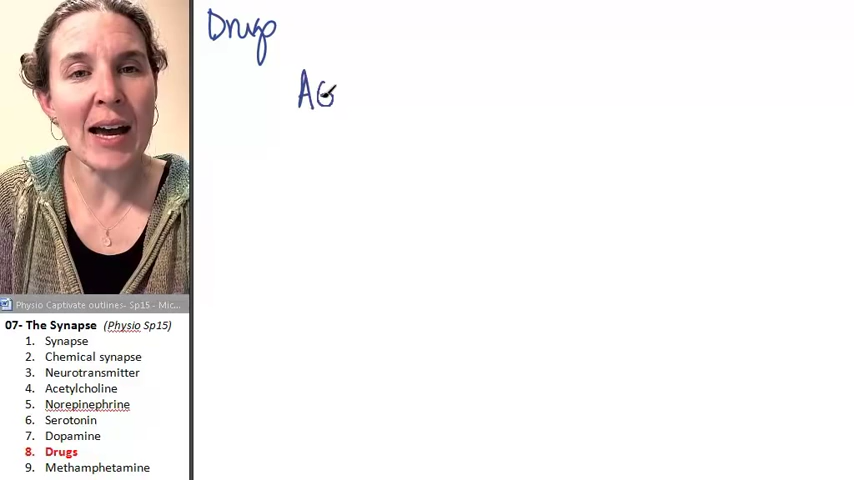 Drugs
AG
Physio Captivate outlines- Sp15 - Mic...
07- The Synapse (Physio Sp15)
1. Synapse
2. Chemical synapse
3. Neurotransmitter
4. Acetylcholine
5. Norepinephrine
6. Serotonin
7. Dopamine
8. Drugs
9. Methamphetamine